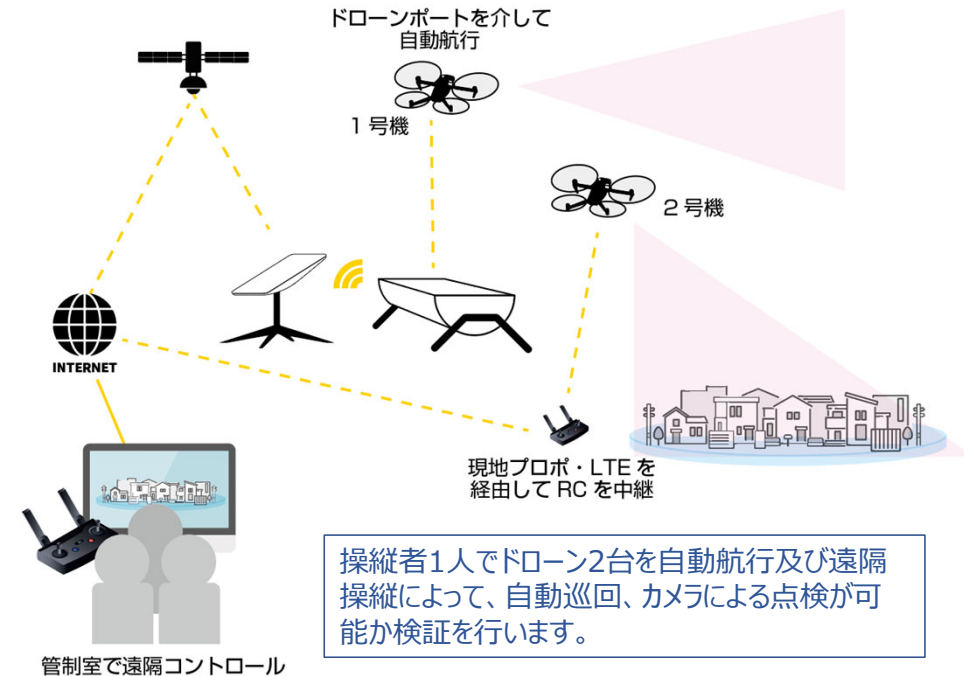 ドローンポートを介して
自動航行
1号機
2号機
INTERNET
現地プロポ・LTEを
経由してRCを中継
操縦者1人でドローン2台を自動航行及び遠隔
操縦によって、自動巡回、カメラによる点検が可
能か検証を行います。
管制室で遠隔コントロール